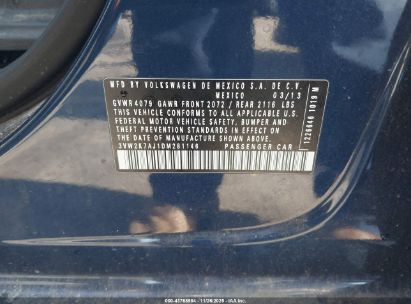 MFD BY VOLKSWAGEN DE MEXICO S.A. DE C.V.
MEXICO 03/13
GVWR 4079 GAWR FRONT 2072 / REAR 2116 LBS
THIS VEHICLE CONFORMS TO ALL APPLICABLE U.S.
FEDERAL MOTOR VEHICLE SAFETY, BUMPER AND
THEFT PREVENTION STANDARDS IN EFFECT ON
THE DATE OF MANUFACTURE SHOWN ABOVE.
3VW2K7AJ1DM261146 PASSENGER CAR
1019 M